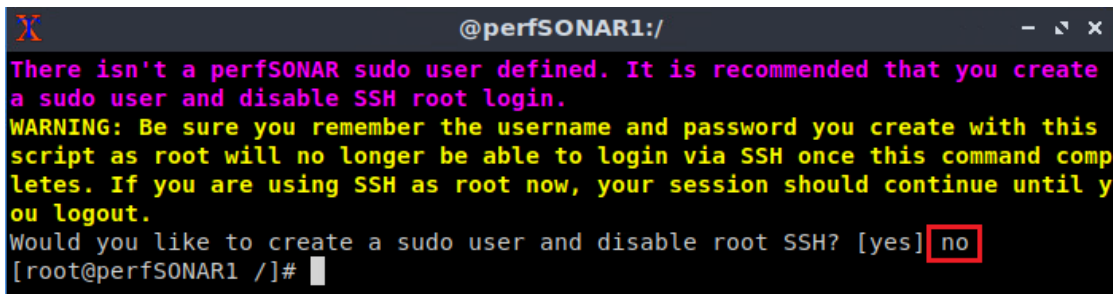 @perfSONAR1:/
There isn't a perfSONAR sudo user defined. It is recommended that you create
a sudo user and disable SSH root login.
WARNING: Be sure you remember the username and password you create with this
script as root will no longer be able to login via SSH once this command comp
letes. If you are using SSH as root now, your session should continue until y
ou logout.
Would you like to create a sudo user and disable root SSH? [yes] no
[root@perfSONAR1 /]#